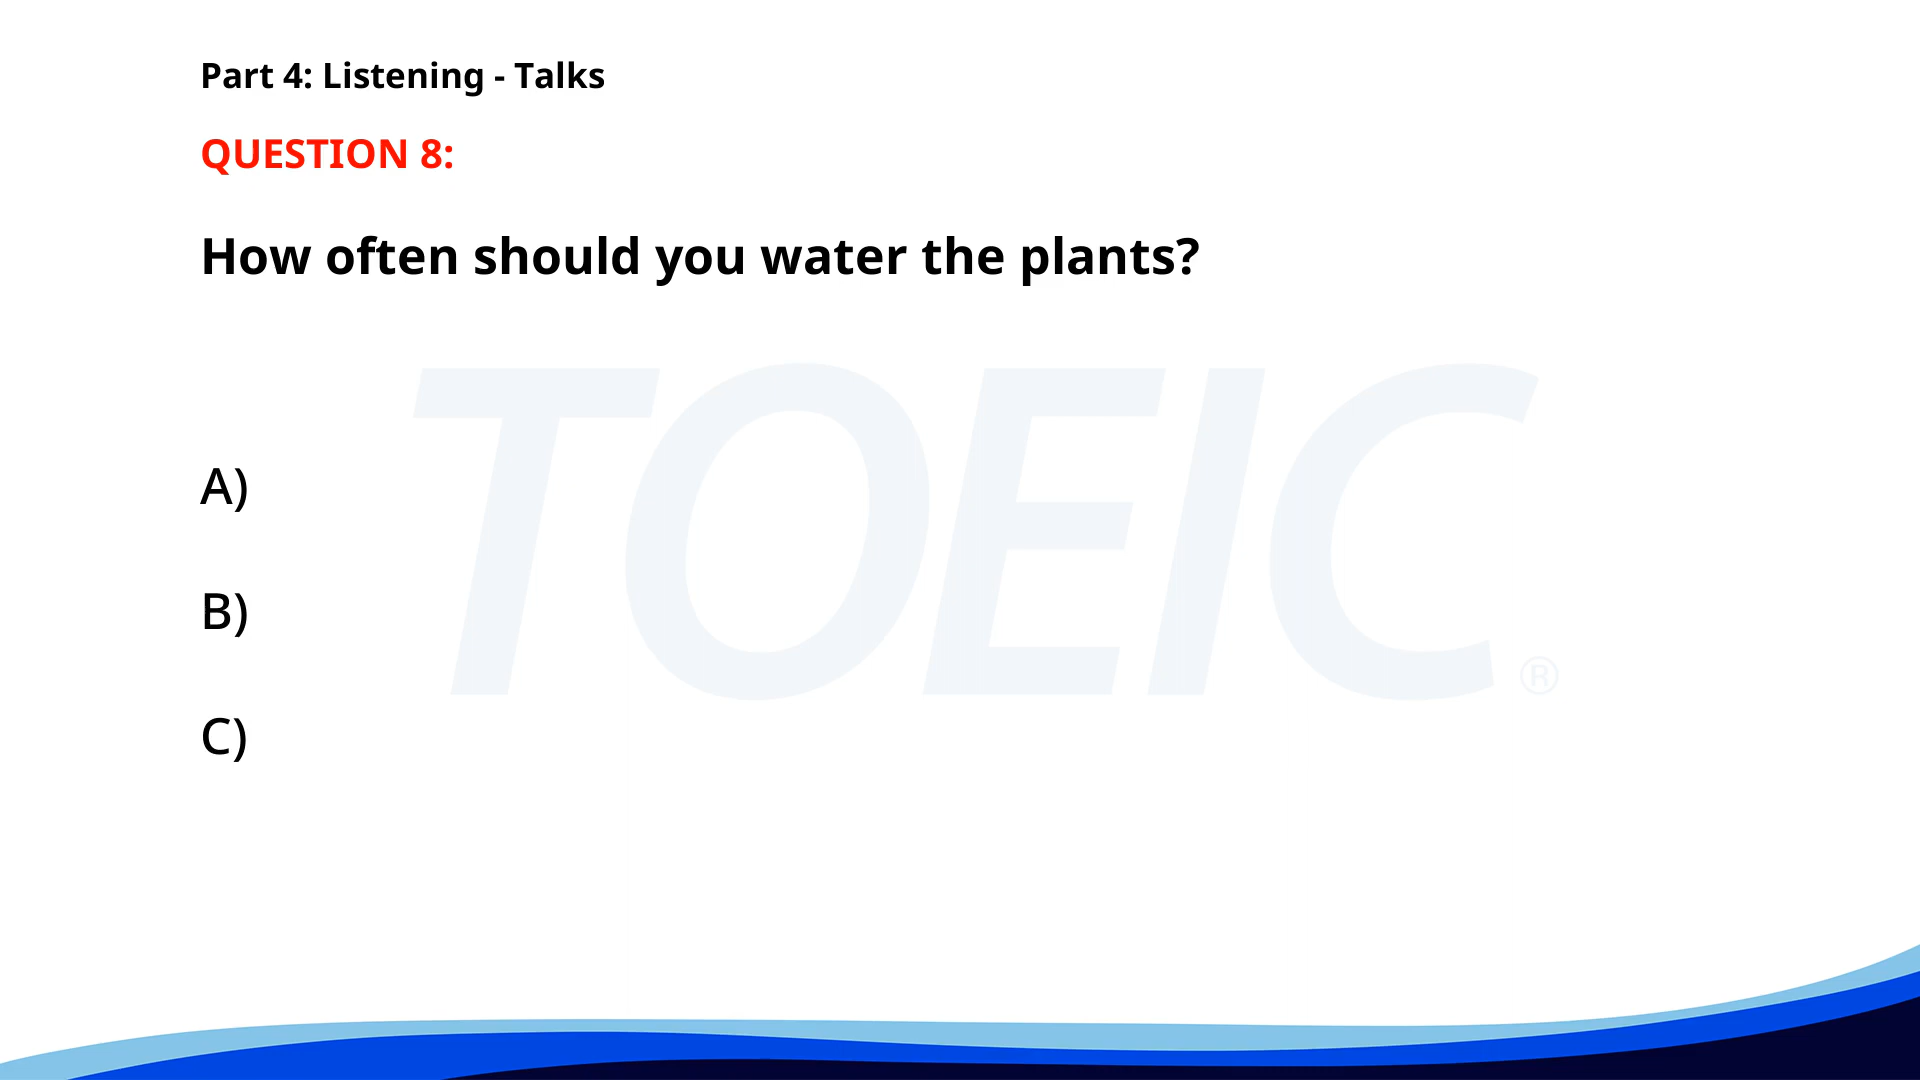 Part 4: Listening - Talks
QUESTION 8:
How often should you water the plants?
TOEIC®
A)
B)
C)